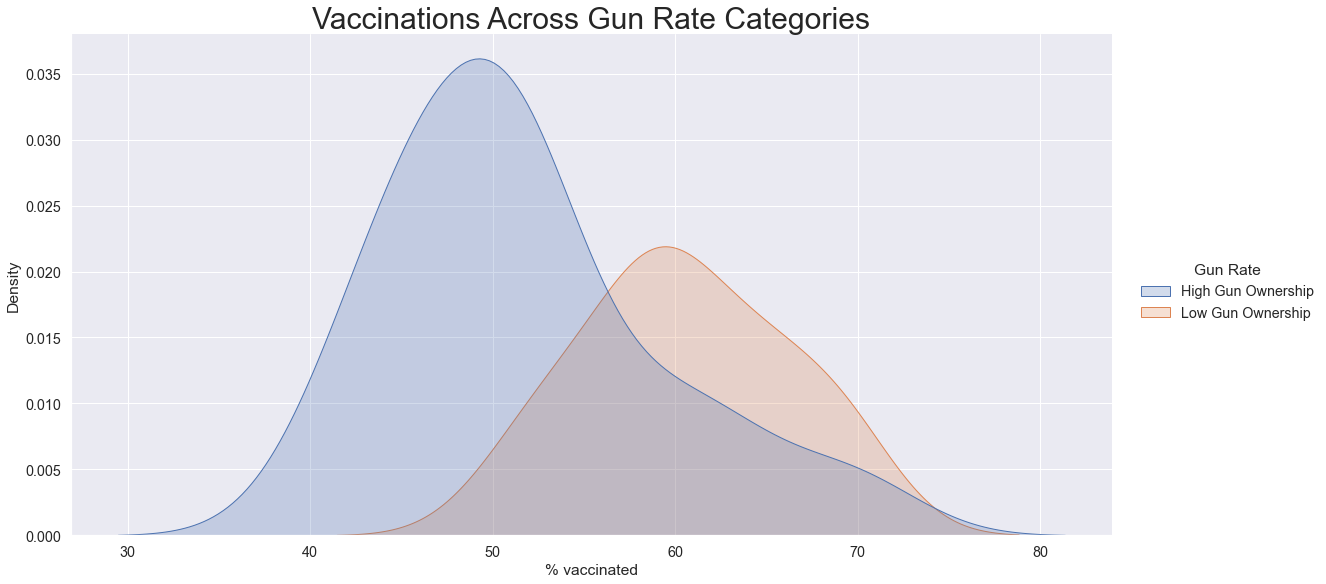 Vaccinations Across Gun Rate Categories
0.035
0.030
0.025
0.020
0.015
0.010
0.005
0.000
Density
30 40 50 60 70 80
% vaccinated
Gun Rate
High Gun Ownership
Low Gun Ownership